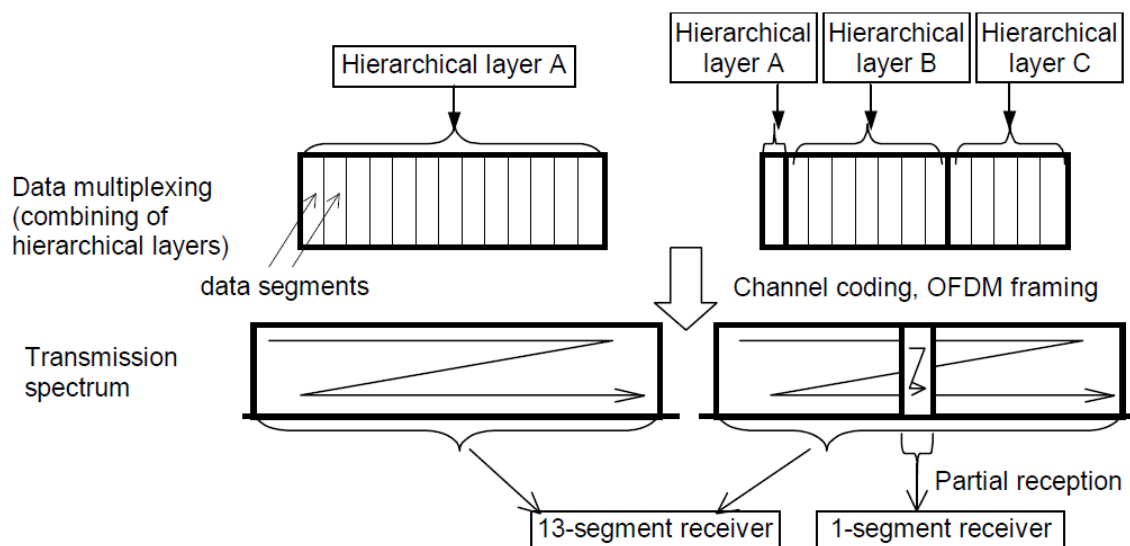 Hierarchical layer A
Hierarchical
layer A
Hierarchical
layer B
Hierarchical
layer C
Data multiplexing
(combining of
hierarchical layers)
data segments
Channel coding, OFDM framing
Transmission
spectrum
Partial reception
13-segment receiver
1-segment receiver